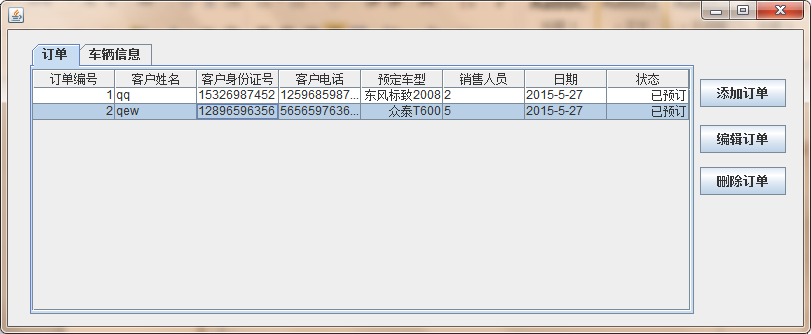 订单 车辆信息
订单编号 客户姓名 客户身份证号 客户电话 预定车型 销售人员 日期 状态
1 qq 15326987452 1259685987... 东风标致2008 2 2015-5-27 已预订
2 qew 12896596356 5656597636... 众泰T600 5 2015-5-27 已预订
添加订单
编辑订单
删除订单